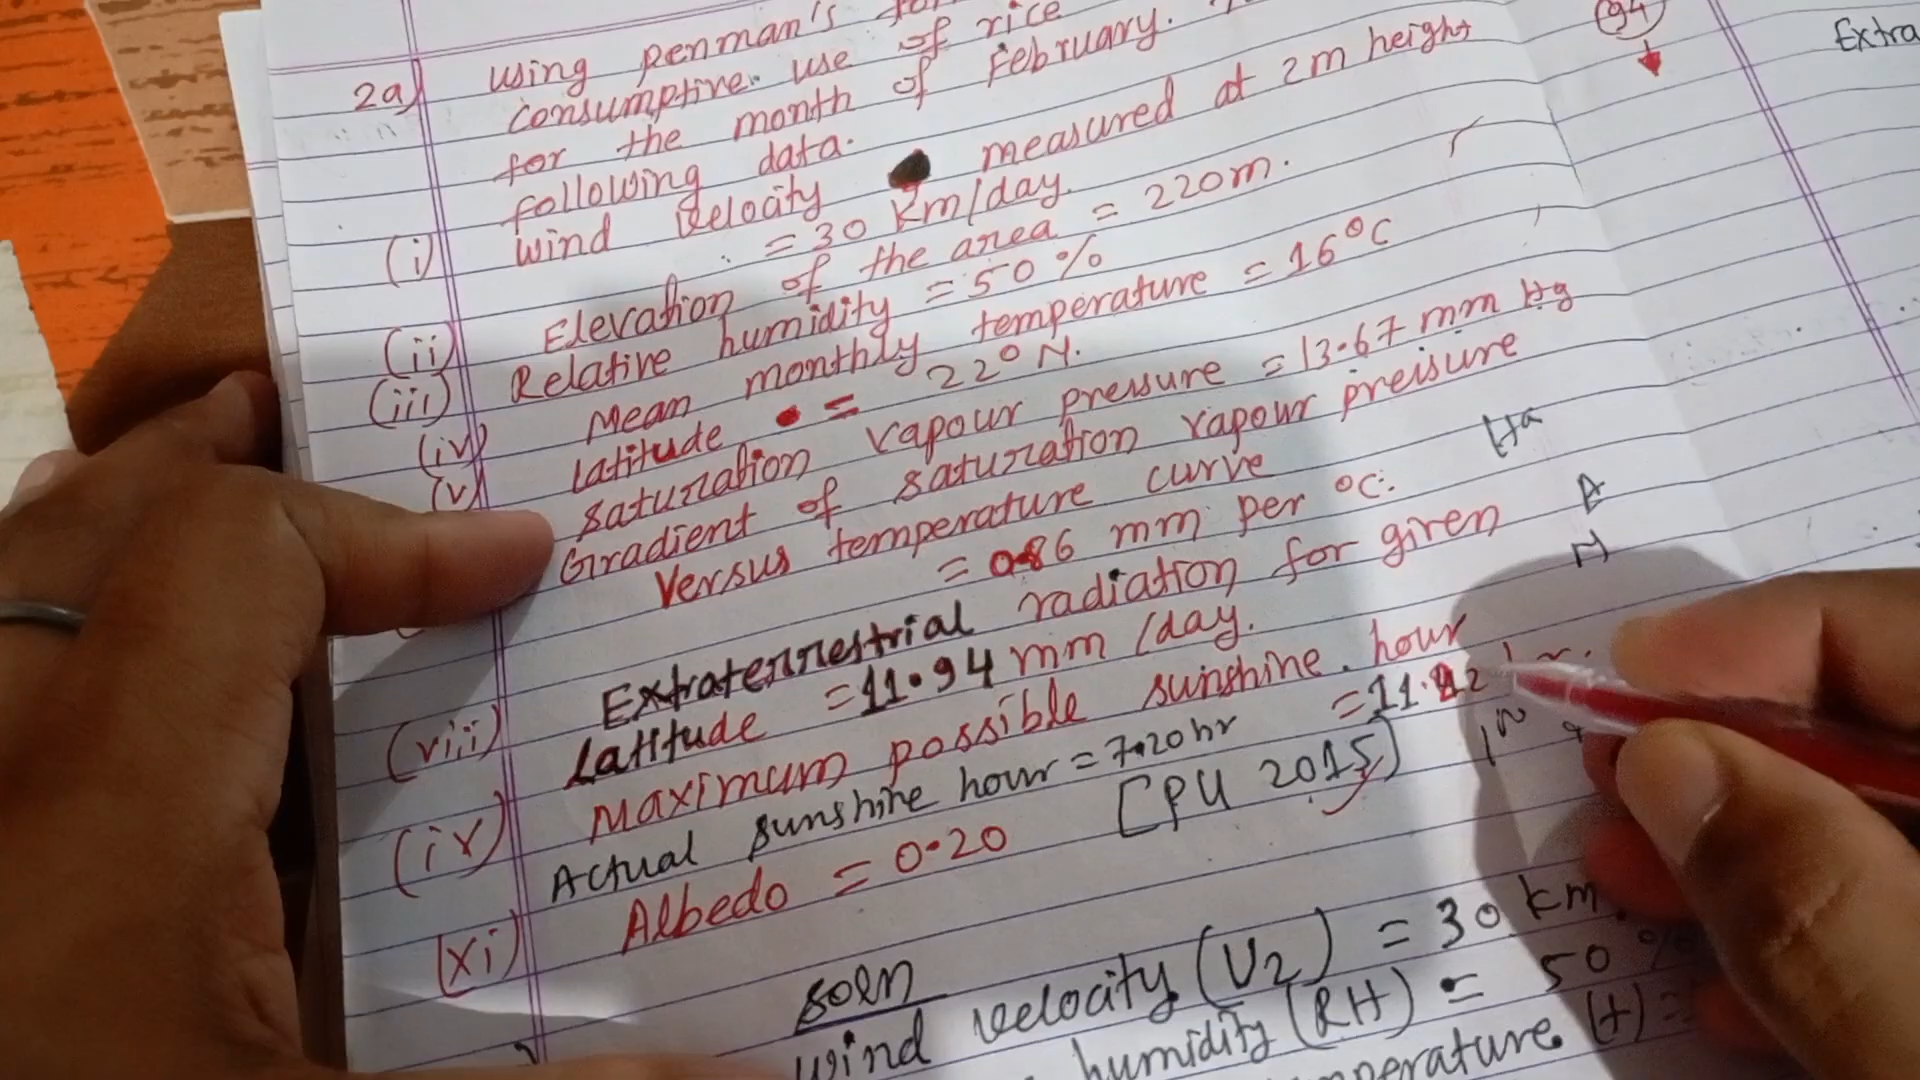 2a) using penman's
consumptive use of rice
for the month of February.
following data.
(i) wind velocity measured at 2m height
= 30 Km/day.
(ii) Elevation of the area = 220m.
(iii) Relative humidity = 50%
(iv) Mean monthly temperature = 16°C
(v) latitude = 22° N.
saturation vapour pressure = 13.67 mm Hg
Gradient of saturation vapour preisure
versus temperature curve
= 0.86 mm per °C.
(viii) Extraterrestrial radiation for given
Latitude = 11.94 mm /day.
(ix) Maximum possible sunshine hour
= 11.42 hr.
Actual sunshine hour = 7.20 hr
(xi) Albedo = 0.20 [PU 2015]
soln
wind velocity (U2) = 30 km
humidity (RH) = 50 %
temperature (t) =
94
Extra
Ha
A
N